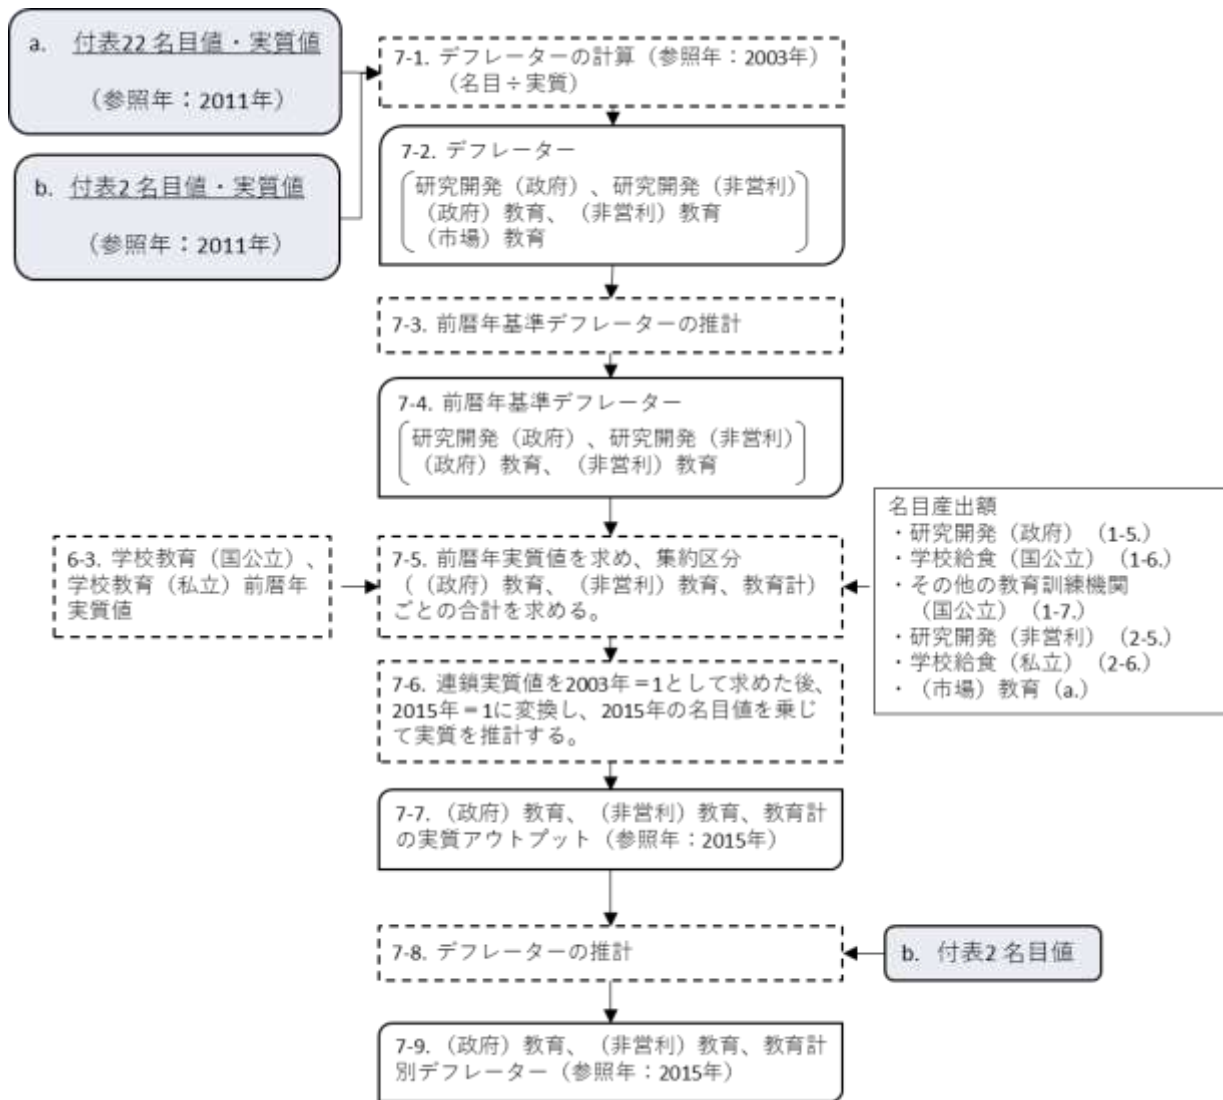 a. 付表22 名目値・実質値
（参照年：2011年）
b. 付表2 名目値・実質値
（参照年：2011年）
7-1. デフレーターの計算（参照年：2003年）
（名目÷実質）
7-2. デフレーター
研究開発（政府）、研究開発（非営利）
（政府）教育、（非営利）教育
（市場）教育
7-3. 前暦年基準デフレーターの推計
7-4. 前暦年基準デフレーター
研究開発（政府）、研究開発（非営利）
（政府）教育、（非営利）教育
6-3. 学校教育（国公立）、
学校教育（私立）前暦年
実質値
7-5. 前暦年実質値を求め、集約区分
（（政府）教育、（非営利）教育、教育計）
ごとの合計を求める。
名目産出額
・研究開発（政府）（1-5.）
・学校給食（国公立）（1-6.）
・その他の教育訓練機関
（国公立）（1-7.）
・研究開発（非営利）（2-5.）
・学校給食（私立）（2-6.）
・（市場）教育（a.）
7-6. 連鎖実質値を2003年＝1として求めた後、
2015年＝1に変換し、2015年の名目値を乗じ
て実質を推計する。
7-7. （政府）教育、（非営利）教育、教育計
の実質アウトプット（参照年：2015年）
7-8. デフレーターの推計
b. 付表2 名目値
7-9. （政府）教育、（非営利）教育、教育計
別デフレーター（参照年：2015年）